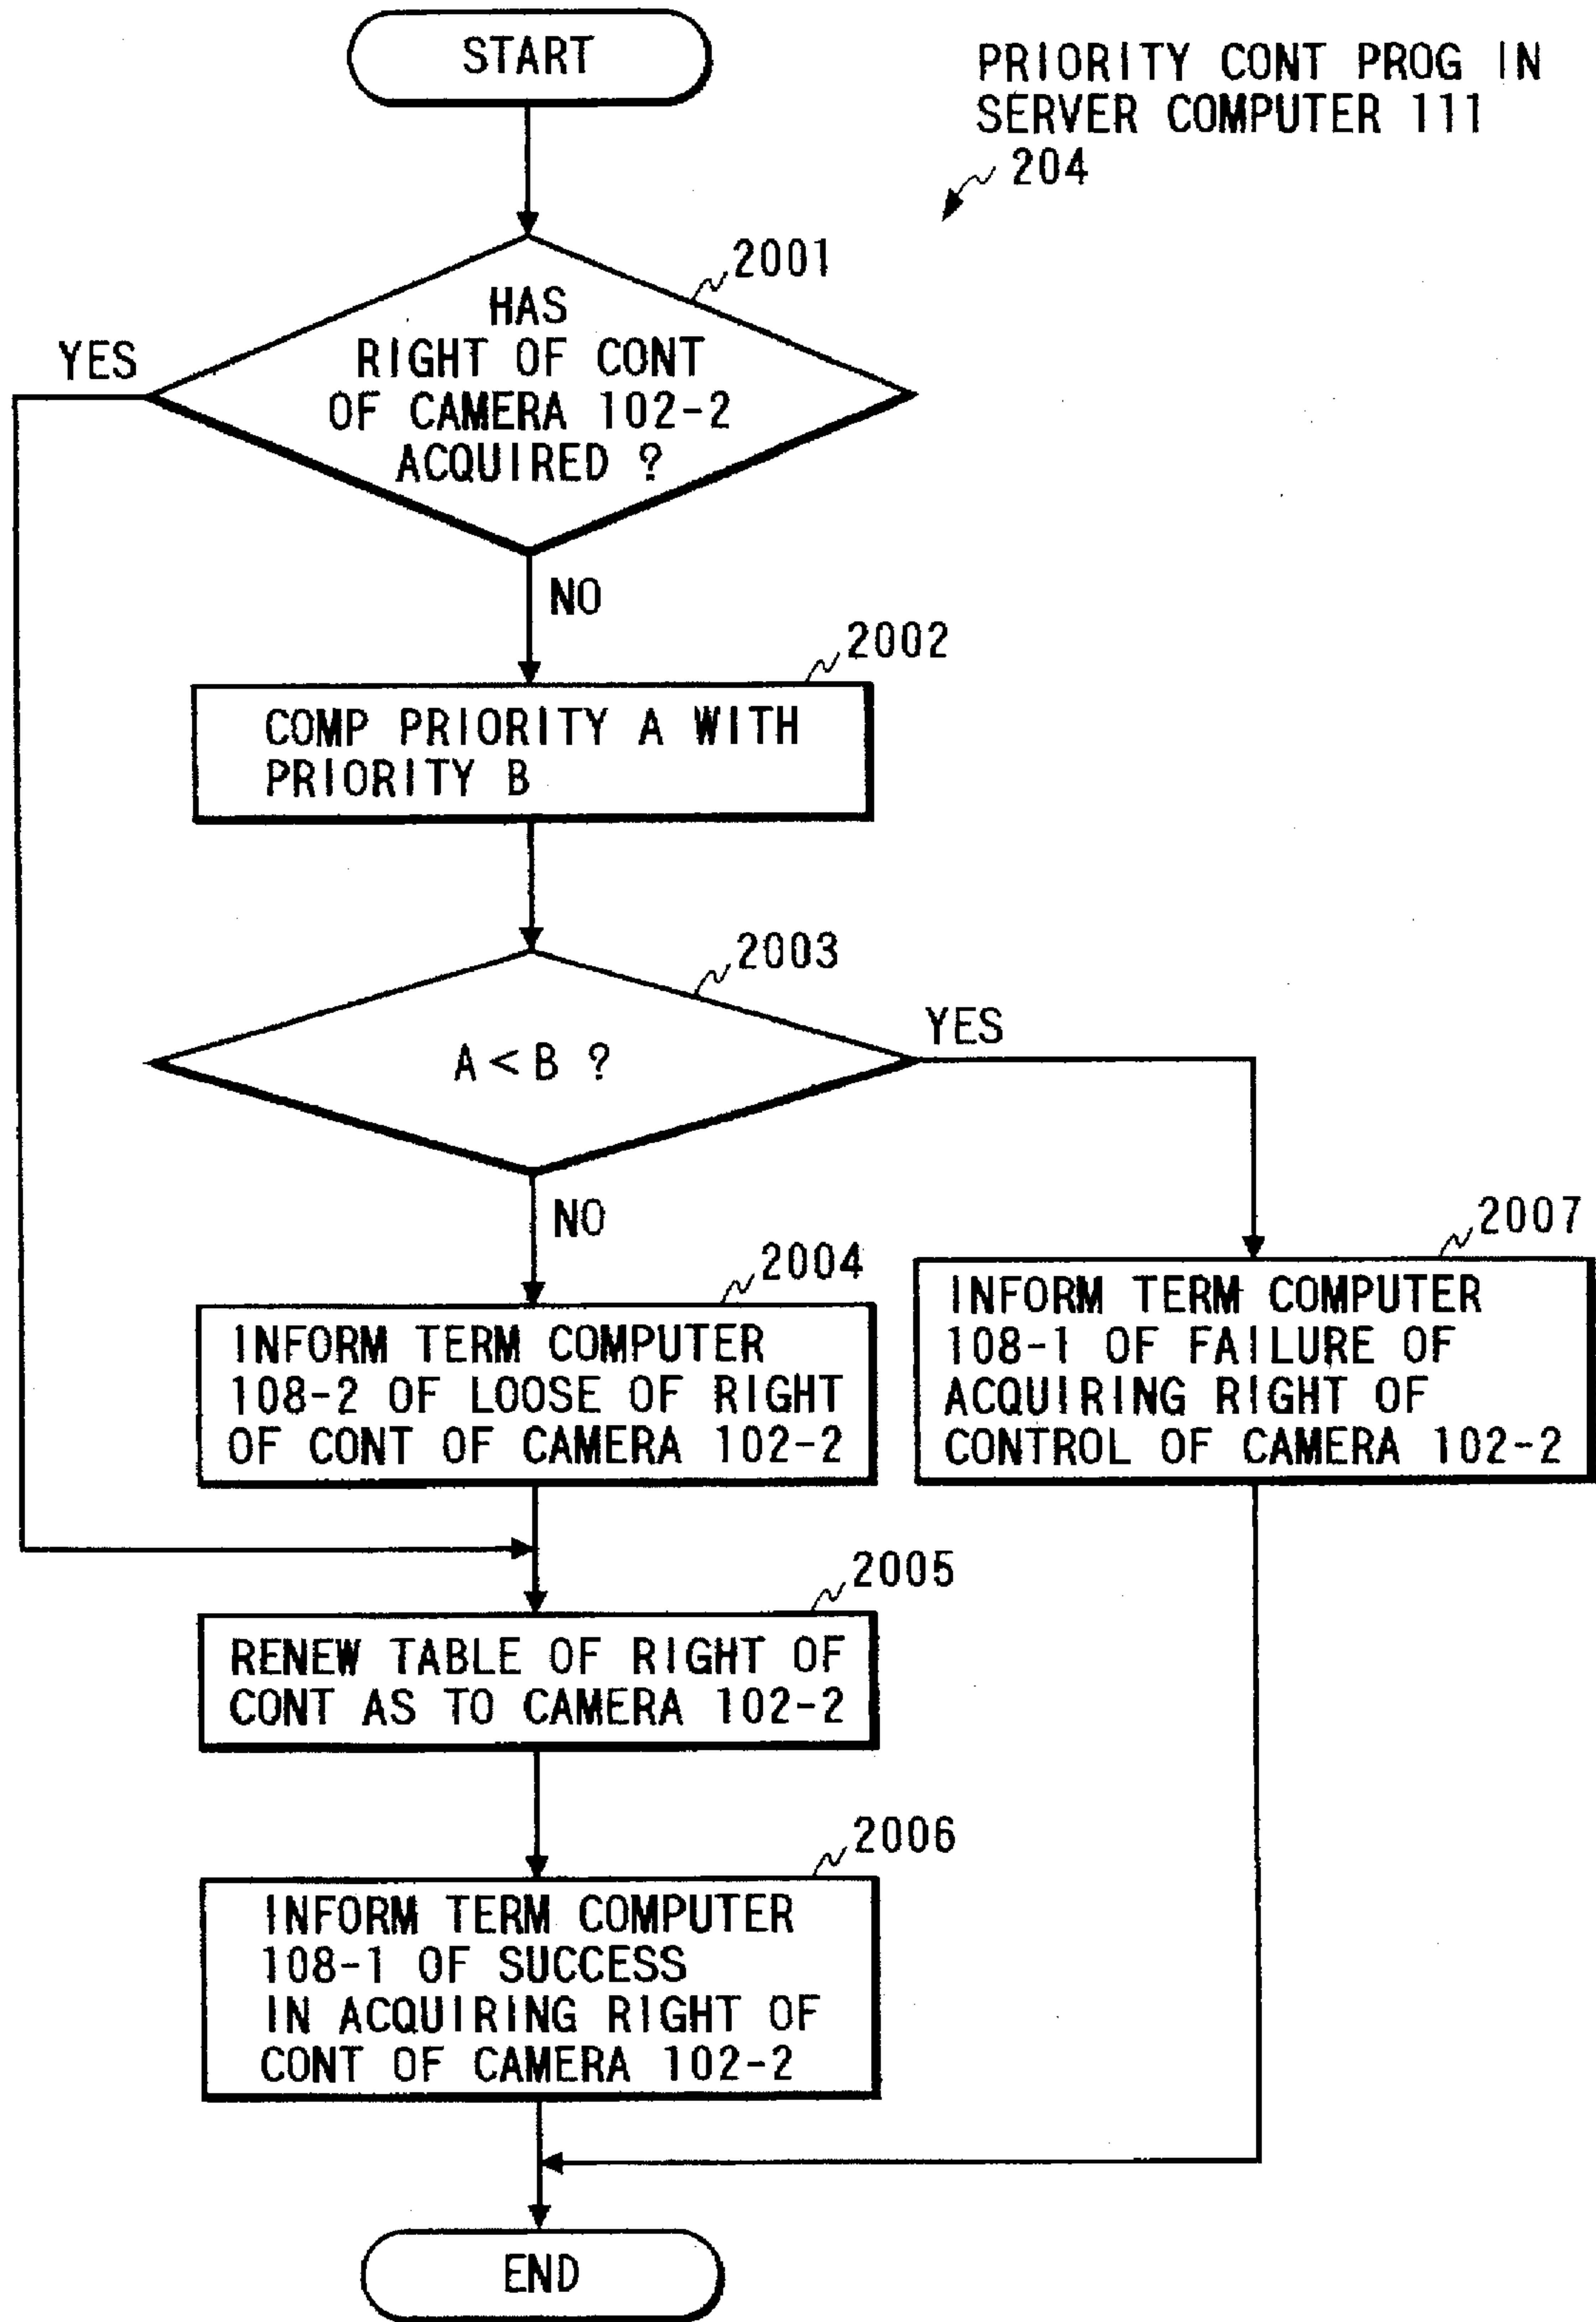 START
PRIORITY CONT PROG IN
SERVER COMPUTER 111
204
2001
HAS
RIGHT OF CONT
OF CAMERA 102-2
ACQUIRED ?
YES
NO
2002
COMP PRIORITY A WITH
PRIORITY B
2003
A < B ?
YES
NO
2004
INFORM TERM COMPUTER
108-2 OF LOOSE OF RIGHT
OF CONT OF CAMERA 102-2
2007
INFORM TERM COMPUTER
108-1 OF FAILURE OF
ACQUIRING RIGHT OF
CONTROL OF CAMERA 102-2
2005
RENEW TABLE OF RIGHT OF
CONT AS TO CAMERA 102-2
2006
INFORM TERM COMPUTER
108-1 OF SUCCESS
IN ACQUIRING RIGHT OF
CONT OF CAMERA 102-2
END